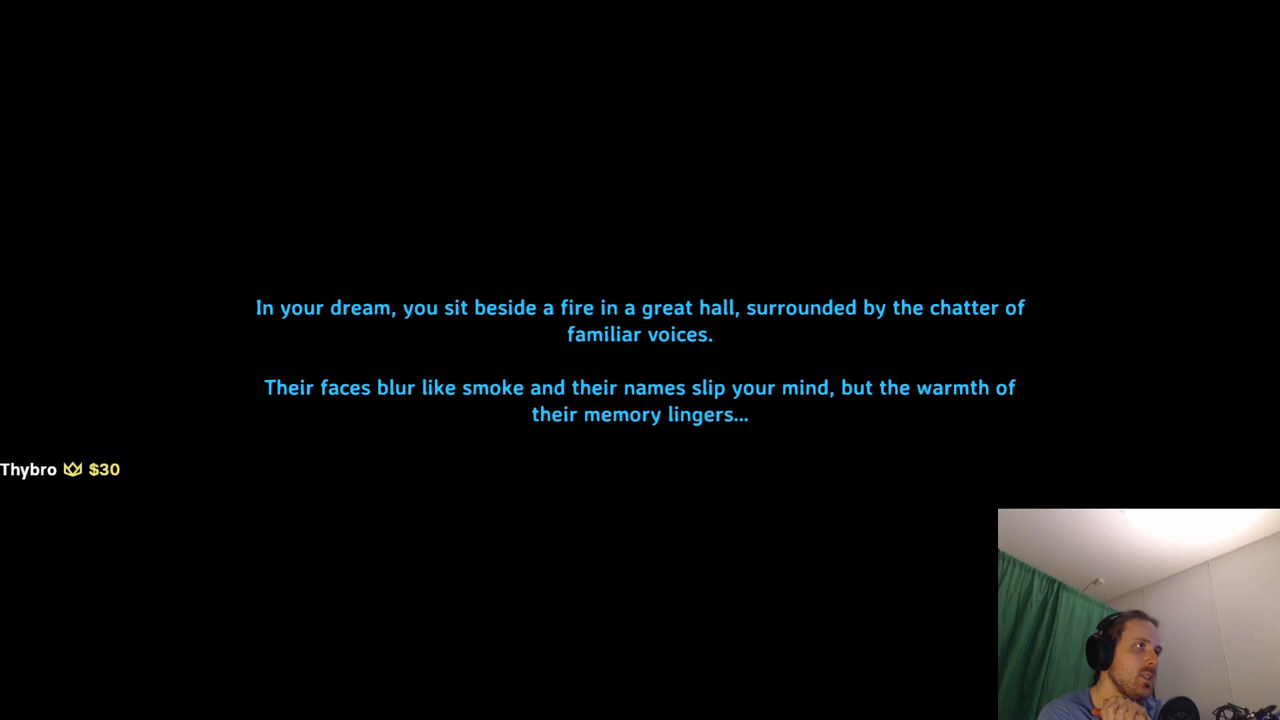 In your dream, you sit beside a fire in a great hall, surrounded by the chatter of
familiar voices.
Their faces blur like smoke and their names slip your mind, but the warmth of
their memory lingers...
Thybro $30